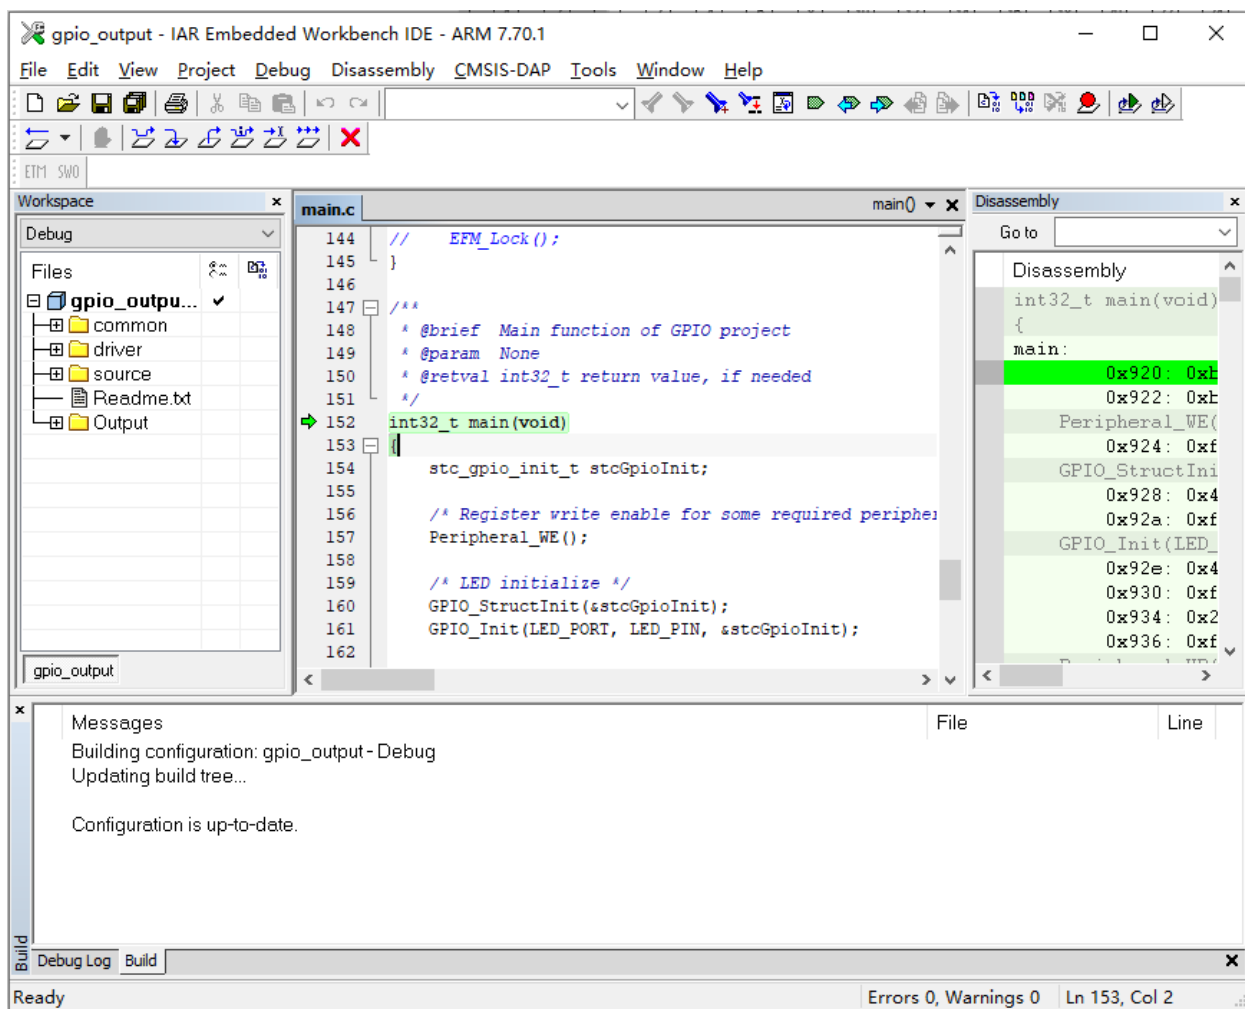 gpio_output - IAR Embedded Workbench IDE - ARM 7.70.1
File Edit View Project Debug Disassembly CMSIS-DAP Tools Window Help
ETM SWO
Workspace
Debug
Files
gpio_outpu...
common
driver
source
Readme.txt
Output
gpio_output
main.c
main()
144 // EFM_Lock();
145 }
146
147 /**
148 * @brief Main function of GPIO project
149 * @param None
150 * @retval int32_t return value, if needed
151 */
152 int32_t main(void)
153 {
154 stc_gpio_init_t stcGpioInit;
155
156 /* Register write enable for some required peripher
157 Peripheral_WE();
158
159 /* LED initialize */
160 GPIO_StructInit(&stcGpioInit);
161 GPIO_Init(LED_PORT, LED_PIN, &stcGpioInit);
162
Disassembly
Go to
Disassembly
int32_t main(void)
{
main:
0x920: 0xb
0x922: 0xb
Peripheral_WE(
0x924: 0xf
GPIO_StructIni
0x928: 0x4
0x92a: 0xf
GPIO_Init(LED_
0x92e: 0x4
0x930: 0xf
0x934: 0x2
0x936: 0xf
Messages File Line
Building configuration: gpio_output - Debug
Updating build tree...
Configuration is up-to-date.
Build
Debug Log Build
Ready Errors 0, Warnings 0 Ln 153, Col 2